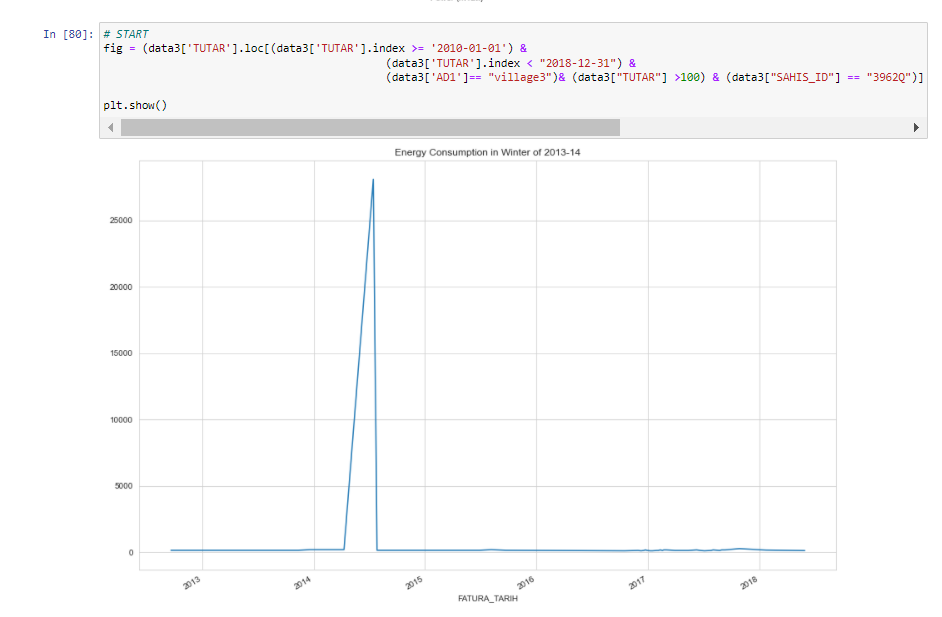 In [80]: # START
fig = (data3['TUTAR'].loc[(data3['TUTAR'].index >= '2010-01-01') &
(data3['TUTAR'].index < "2018-12-31") &
(data3['AD1']== "village3")& (data3["TUTAR"] >100) & (data3["SAHIS_ID"] == "3962Q")]
plt.show()
Energy Consumption in Winter of 2013-14
25000
20000
15000
10000
5000
0
2013 2014 2015 2016 2017 2018
FATURA_TARIH